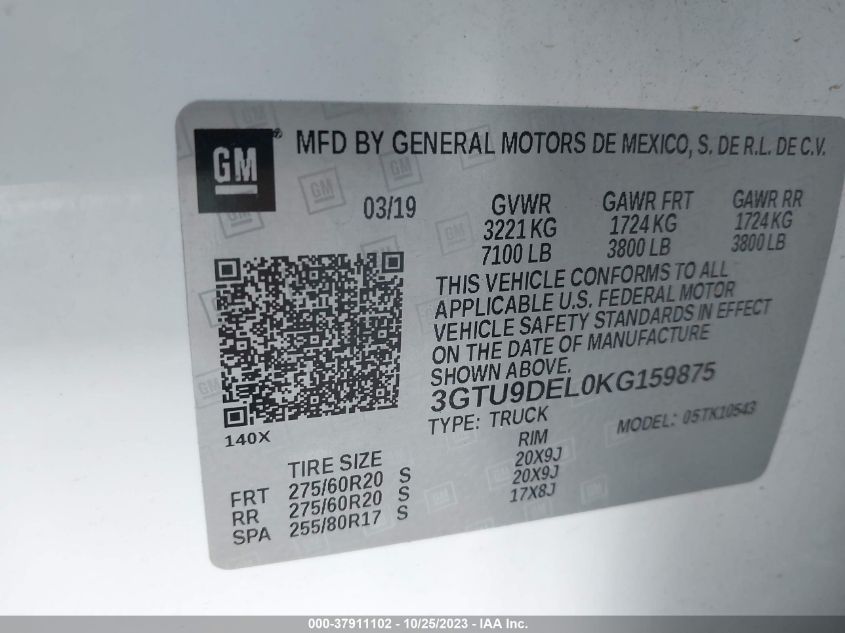 GM® MFD BY GENERAL MOTORS DE MEXICO, S. DE R.L. DE C.V.
03/19 GVWR GAWR FRT GAWR RR
3221 KG 1724 KG 1724 KG
7100 LB 3800 LB 3800 LB
THIS VEHICLE CONFORMS TO ALL
APPLICABLE U.S. FEDERAL MOTOR
VEHICLE SAFETY STANDARDS IN EFFECT
ON THE DATE OF MANUFACTURE
SHOWN ABOVE.
3GTU9DEL0KG159875
TYPE: TRUCK MODEL: 05TK10543
140X
TIRE SIZE RIM
FRT 275/60R20 S 20X9J
RR 275/60R20 S 20X9J
SPA 255/80R17 S 17X8J
000-37911102 - 10/25/2023 - IAA Inc.